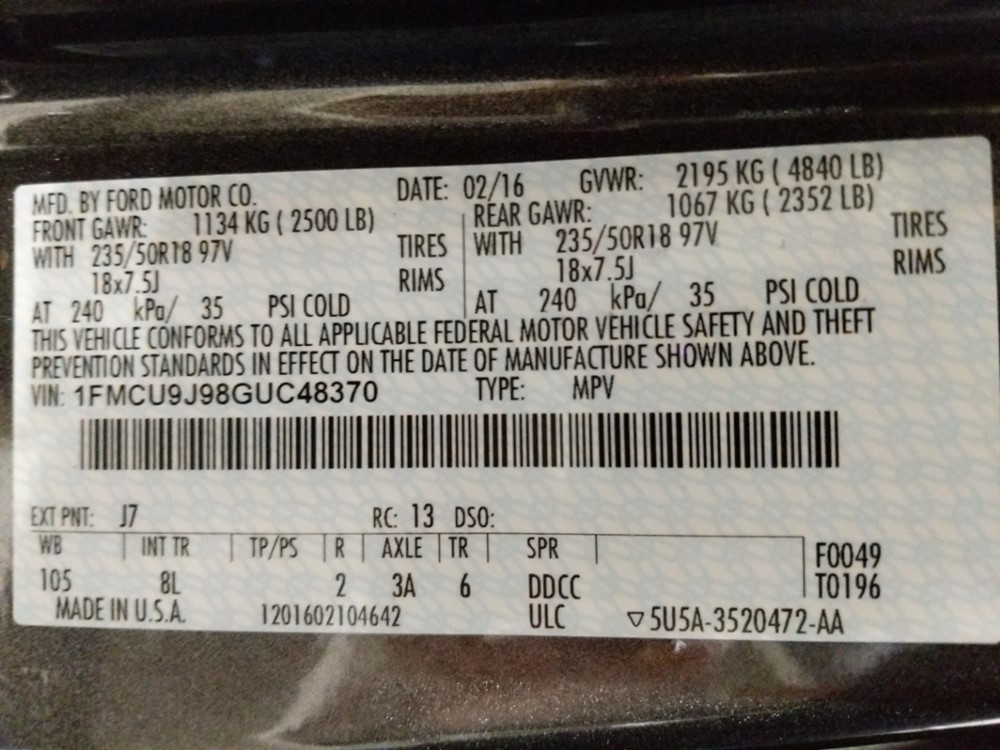 MFD. BY FORD MOTOR CO. DATE: 02/16 GVWR: 2195 KG ( 4840 LB)
FRONT GAWR: 1134 KG ( 2500 LB) REAR GAWR: 1067 KG ( 2352 LB)
WITH 235/50R18 97V TIRES WITH 235/50R18 97V TIRES
18x7.5J RIMS 18x7.5J RIMS
AT 240 kPa/ 35 PSI COLD AT 240 kPa/ 35 PSI COLD
THIS VEHICLE CONFORMS TO ALL APPLICABLE FEDERAL MOTOR VEHICLE SAFETY AND THEFT
PREVENTION STANDARDS IN EFFECT ON THE DATE OF MANUFACTURE SHOWN ABOVE.
VIN: 1FMCU9J98GUC48370 TYPE: MPV
EXT PNT: J7 RC: 13 DSO:
WB INT TR TP/PS R AXLE TR SPR F0049
105 8L 2 3A 6 DDCC T0196
MADE IN U.S.A. 1201602104642 ULC ▽5U5A-3520472-AA